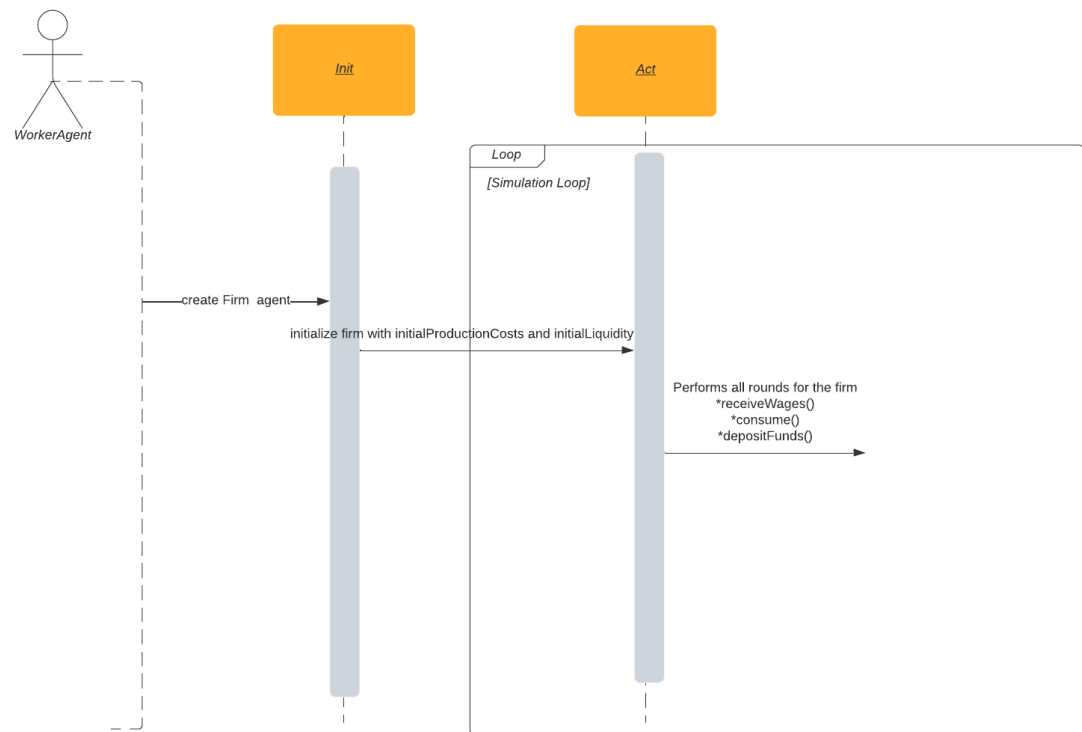 Init
Act
WorkerAgent
Loop
[Simulation Loop]
create Firm  agent
initialize firm with initialProductionCosts and initialLiquidity
Performs all rounds for the firm
*receiveWages()
*consume()
*depositFunds()